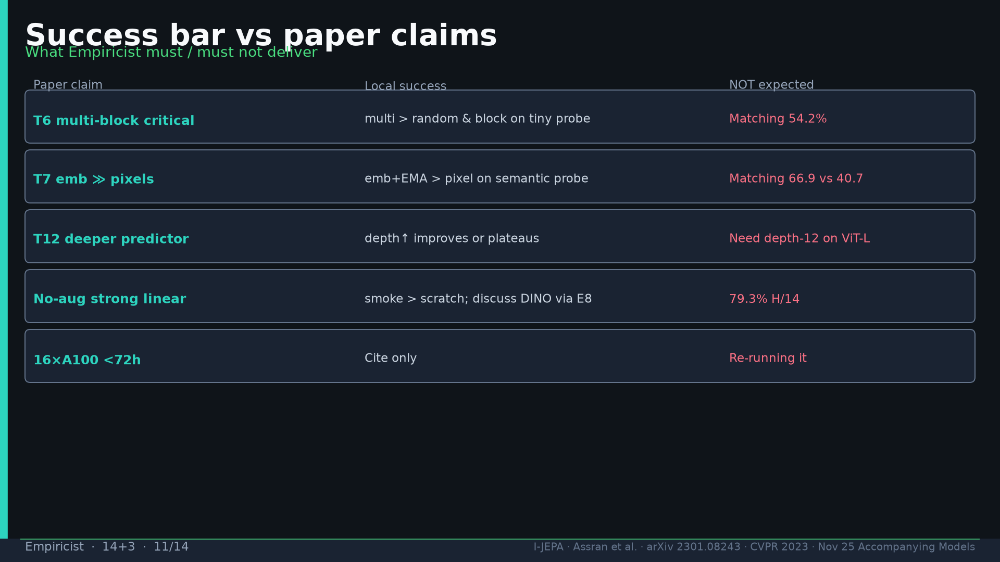 Success bar vs paper claims
What Empiricist must / must not deliver
Paper claim Local success NOT expected
T6 multi-block critical multi > random & block on tiny probe Matching 54.2%
T7 emb ≫ pixels emb+EMA > pixel on semantic probe Matching 66.9 vs 40.7
T12 deeper predictor depth↑ improves or plateaus Need depth-12 on ViT-L
No-aug strong linear smoke > scratch; discuss DINO via E8 79.3% H/14
16×A100 <72h Cite only Re-running it
Empiricist · 14+3 · 11/14 I-JEPA · Assran et al. · arXiv 2301.08243 · CVPR 2023 · Nov 25 Accompanying Models